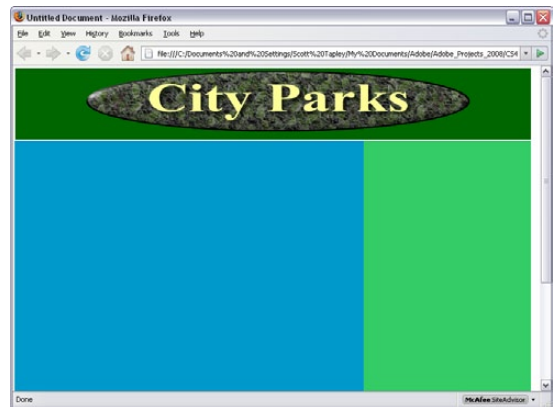 Untitled Document - Mozilla Firefox
File Edit View History Bookmarks Tools Help
file:///C:/Documents%20and%20Settings/Scott%20Tapley/My%20Documents/Adobe/Adobe_Projects_2008/CS4
City Parks
Done
McAfee SiteAdvisor